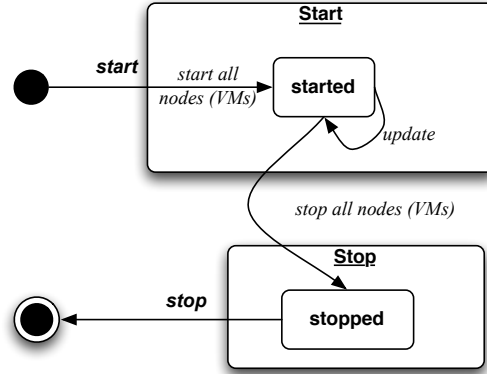 Start
start
start all
nodes (VMs)
started
update
stop all nodes (VMs)
Stop
stop
stopped